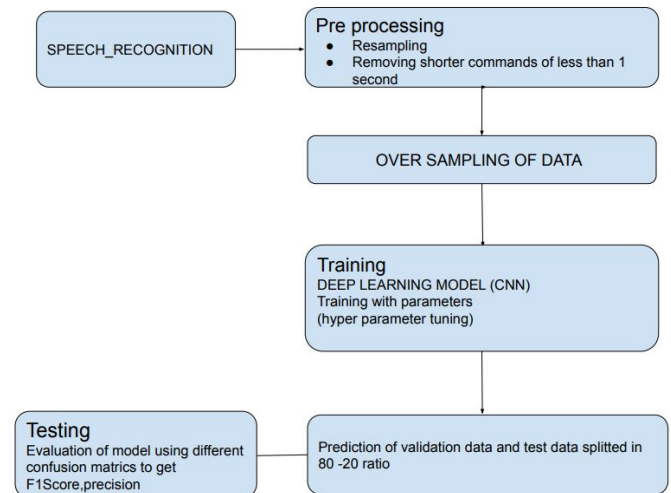 SPEECH_RECOGNITION
Pre processing
● Resampling
● Removing shorter commands of less than 1
second
OVER SAMPLING OF DATA
Training
DEEP LEARNING MODEL (CNN)
Training with parameters
(hyper parameter tuning)
Prediction of validation data and test data splitted in
80 -20 ratio
Testing
Evaluation of model using different
confusion matrics to get
F1Score,precision